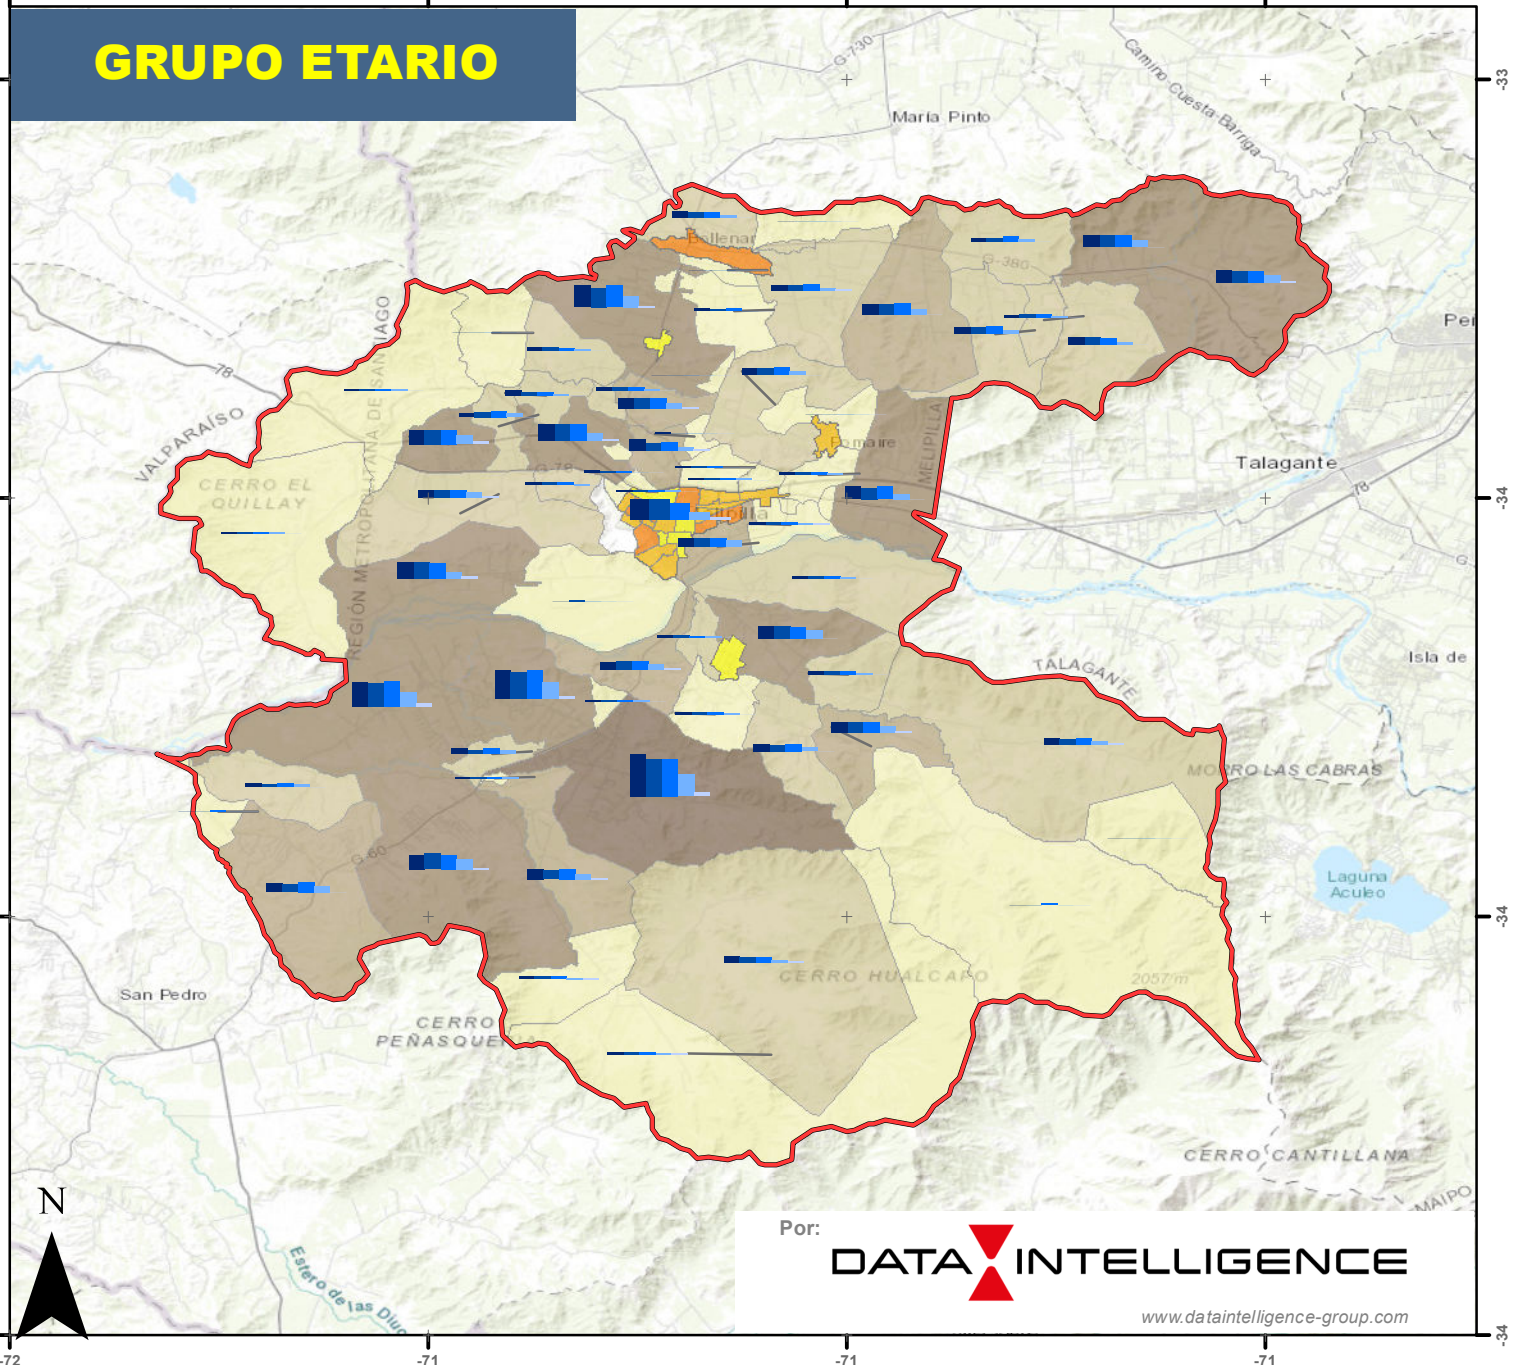 GRUPO ETARIO
G-730
Camino-Cuesta-Barriga
María Pinto
-33
Bollenar
G-380
78
VALPARAÍSO
REGIÓN METROPOLITANA DE SANTIAGO
CERRO EL
QUILLAY
G-78
Pomaire
MELIPILLA
Talagante
78
-34
Melipilla
G-
Isla de
TALAGANTE
MORRO LAS CABRAS
G-60
Laguna
Aculeo
-34
San Pedro
CERRO HUALCAPO
2057 m
CERRO
CERRO CANTILLANA
MAIPO
N
Estero de las Diuc
Por:
DATA INTELLIGENCE
www.dataintelligence-group.com
-34
-72
-71
-71
-71